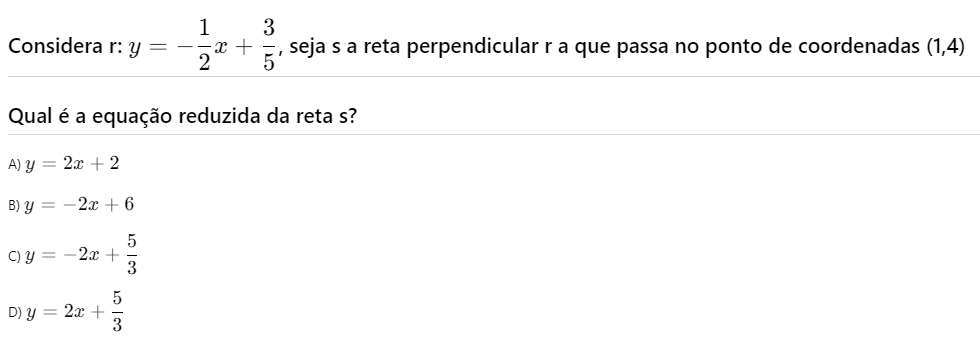 Considera r: $y = -\frac{1}{2}x + \frac{3}{5}$, seja s a reta perpendicular r a que passa no ponto de coordenadas (1,4)
Qual é a equação reduzida da reta s?
A) $y = 2x + 2$
B) $y = -2x + 6$
C) $y = -2x + \frac{5}{3}$
D) $y = 2x + \frac{5}{3}$